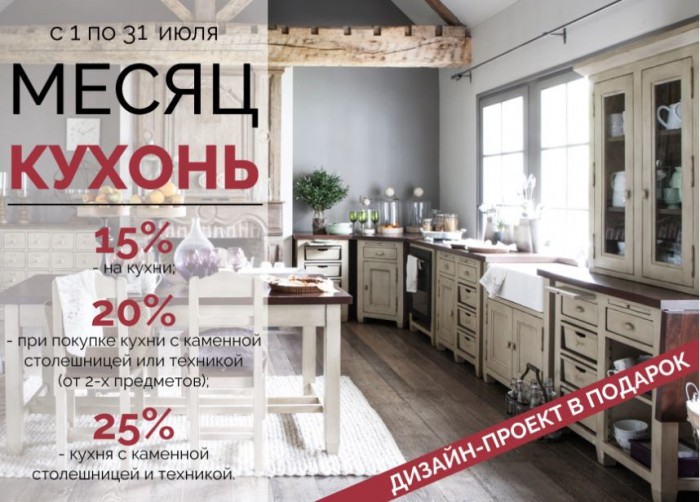 с 1 по 31 июля
МЕСЯЦ
КУХОНЬ
15%
- на кухни;
20%
- при покупке кухни с каменной
столешницей или техникой
(от 2-х предметов);
25%
- кухня с каменной
столешницей и техникой.
ДИЗАЙН-ПРОЕКТ В ПОДАРОК